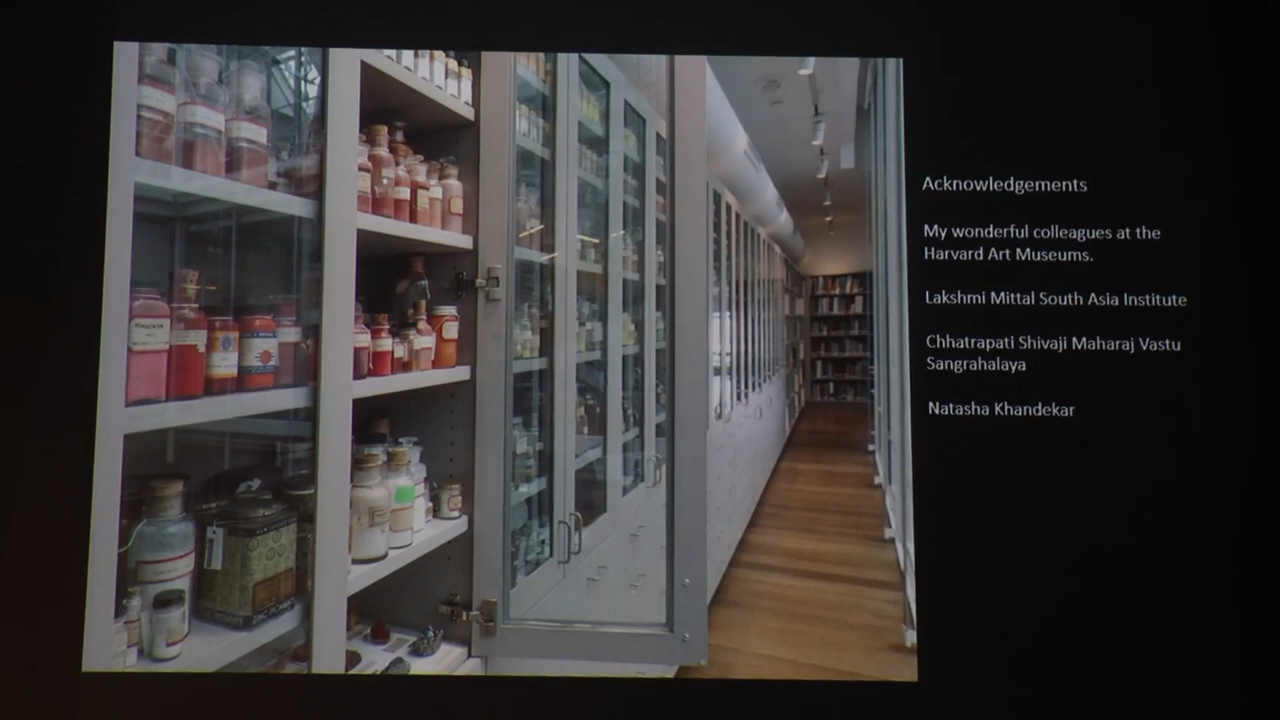 Acknowledgements
My wonderful colleagues at the
Harvard Art Museums.
Lakshmi Mittal South Asia Institute
Chhatrapati Shivaji Maharaj Vastu
Sangrahalaya
Natasha Khandekar